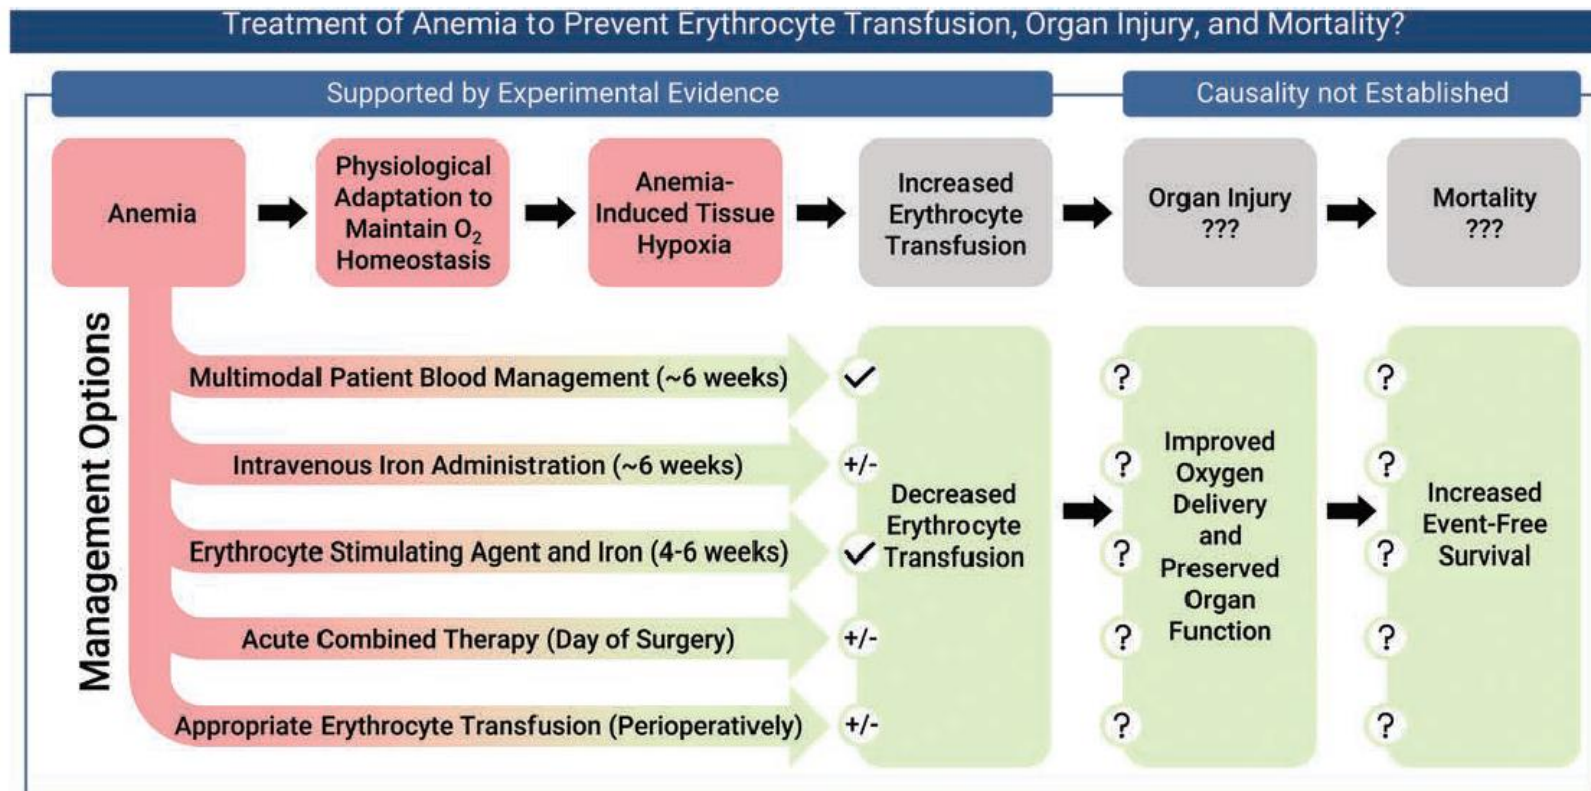 Treatment of Anemia to Prevent Erythrocyte Transfusion, Organ Injury, and Mortality?
Supported by Experimental Evidence
Causality not Established
Anemia
Physiological
Adaptation to
Maintain O₂
Homeostasis
Anemia-
Induced Tissue
Hypoxia
Increased
Erythrocyte
Transfusion
Organ Injury
???
Mortality
???
Management Options
Multimodal Patient Blood Management (~6 weeks)
✓
?
?
Intravenous Iron Administration (~6 weeks)
+/-
?
?
Erythrocyte Stimulating Agent and Iron (4-6 weeks)
✓
?
?
Acute Combined Therapy (Day of Surgery)
+/-
?
?
Appropriate Erythrocyte Transfusion (Perioperatively)
+/-
?
?
Decreased
Erythrocyte
Transfusion
Improved
Oxygen
Delivery
and
Preserved
Organ
Function
Increased
Event-Free
Survival